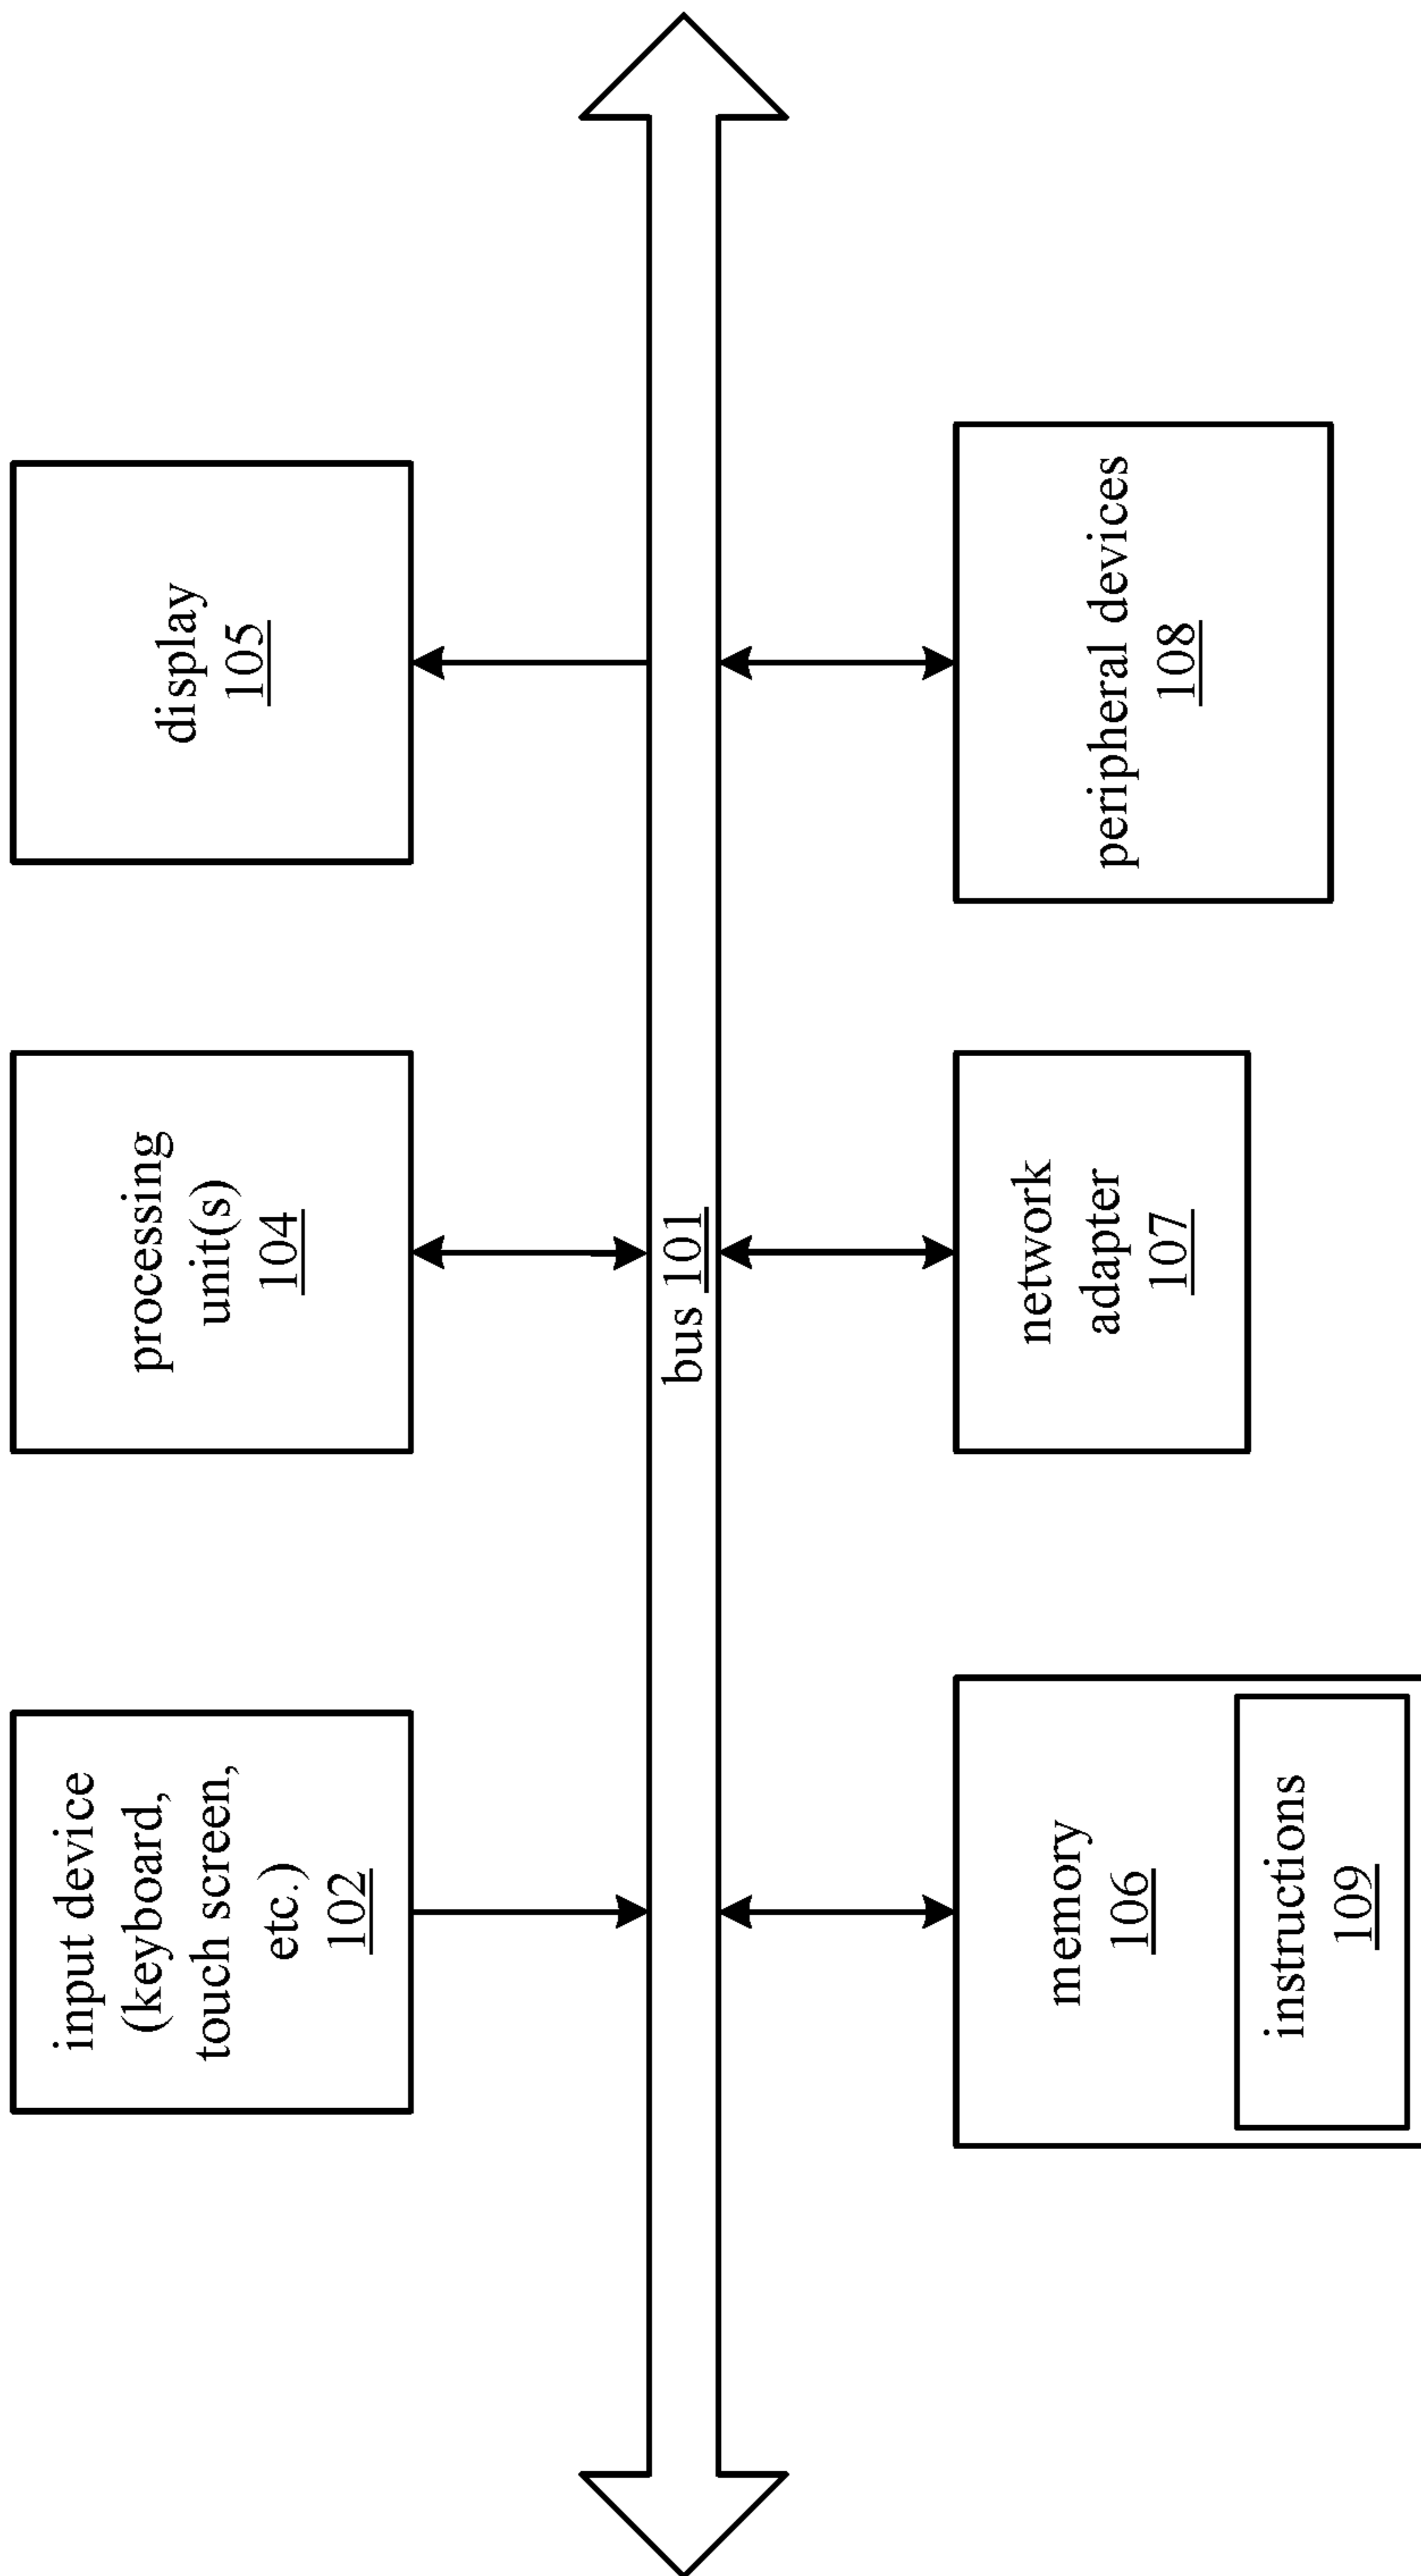 input device
(keyboard,
touch screen,
etc.)
102
processing
unit(s)
104
display
105
bus 101
memory
106
instructions
109
network
adapter
107
peripheral devices
108